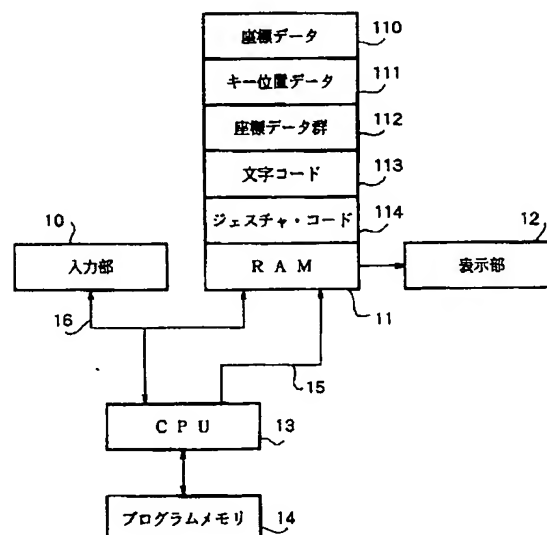 座標データ
110
キー位置データ
111
座標データ群
112
文字コード
113
ジェスチャ・コード
114
10
入力部
RAM
11
12
表示部
16
15
CPU
13
プログラムメモリ
14